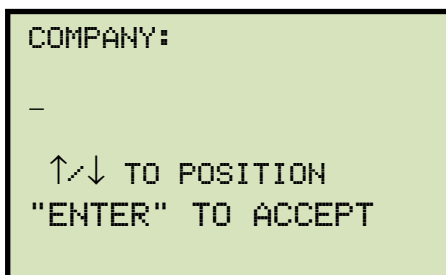 COMPANY:
_
↑/↓ TO POSITION
"ENTER" TO ACCEPT